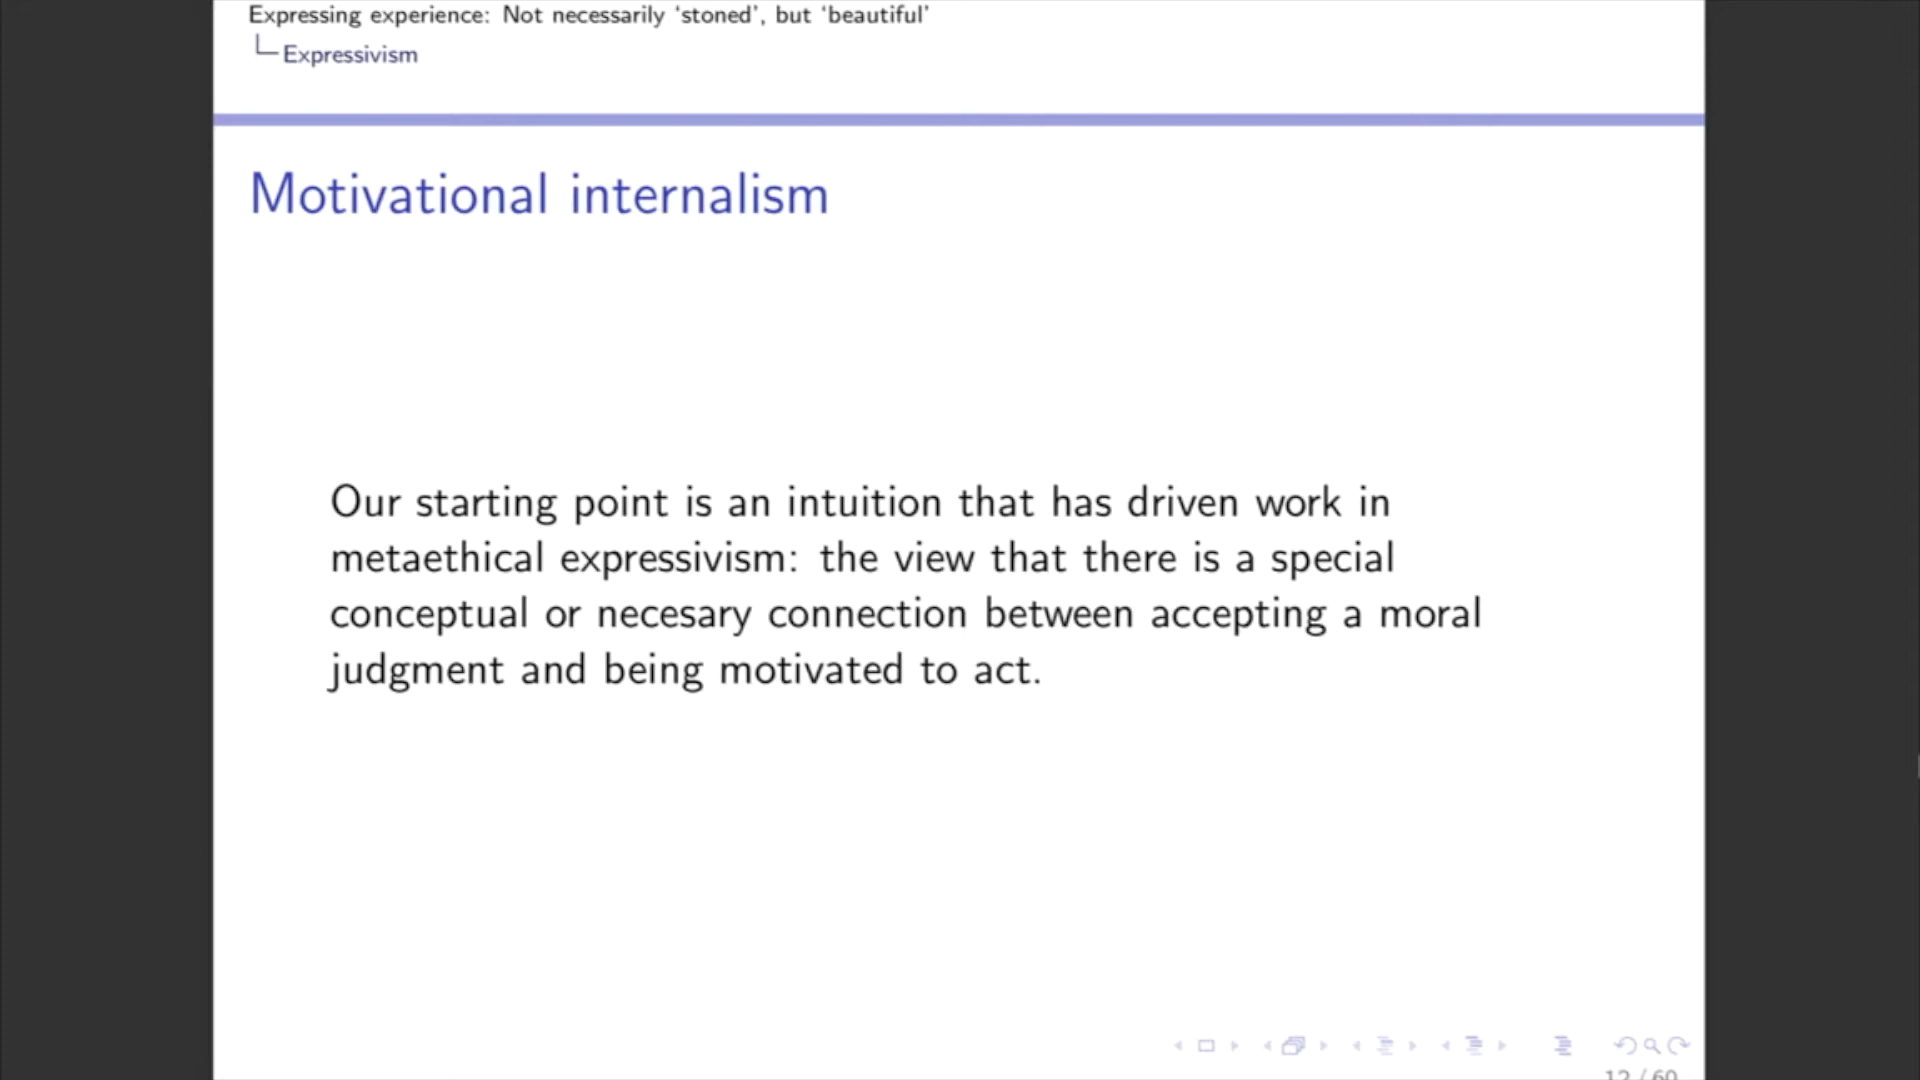 Expressing experience: Not necessarily ‘stoned’, but ‘beautiful’
Expressivism
Motivational internalism
Our starting point is an intuition that has driven work in
metaethical expressivism: the view that there is a special
conceptual or necesary connection between accepting a moral
judgment and being motivated to act.
12 / 60